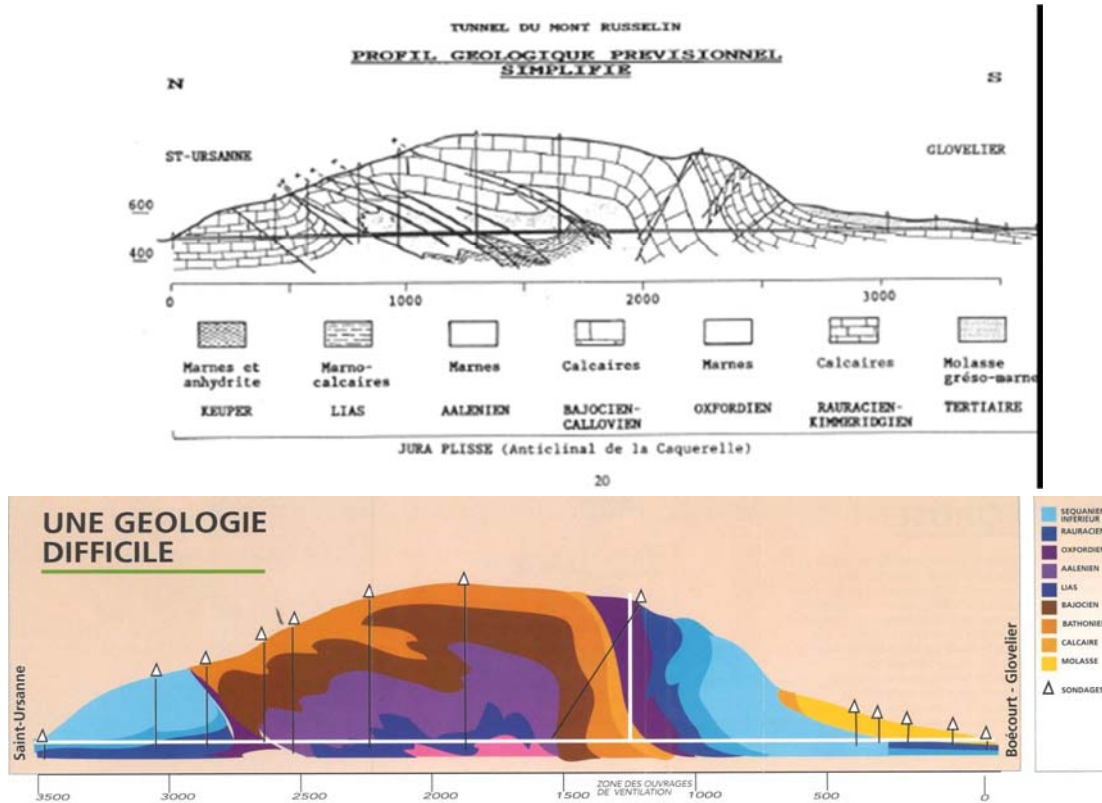 TUNNEL DU MONT RUSSELIN
PROFIL GEOLOGIQUE PREVISIONNEL
SIMPLIFIE
N
S
ST-URSANNE
GLOVELIER
600
400
0
1000
2000
3000
Marnes et
anhydrite
KEUPER
Marno-
calcaires
LIAS
Marnes
AALENIEN
Calcaires
BAJOCIEN-
CALLOVIEN
Marnes
OXFORDIEN
Calcaires
RAURACIEN-
KIMMERIDGIEN
Molasse
gréso-marne
TERTIAIRE
JURA PLISSE (Anticlinal de la Caquerelle)
20
UNE GEOLOGIE
DIFFICILE
Saint-Ursanne
Boécourt - Glovelier
SEQUANIEN
INFERIEUR
RAURACIEN
OXFORDIEN
AALENIEN
LIAS
BAJOCIEN
BATHONIEN
CALCAIRE
MOLASSE
SONDAGES
3500
3000
2500
2000
1500
ZONE DES OUVRAGES
DE VENTILATION
1000
500
0